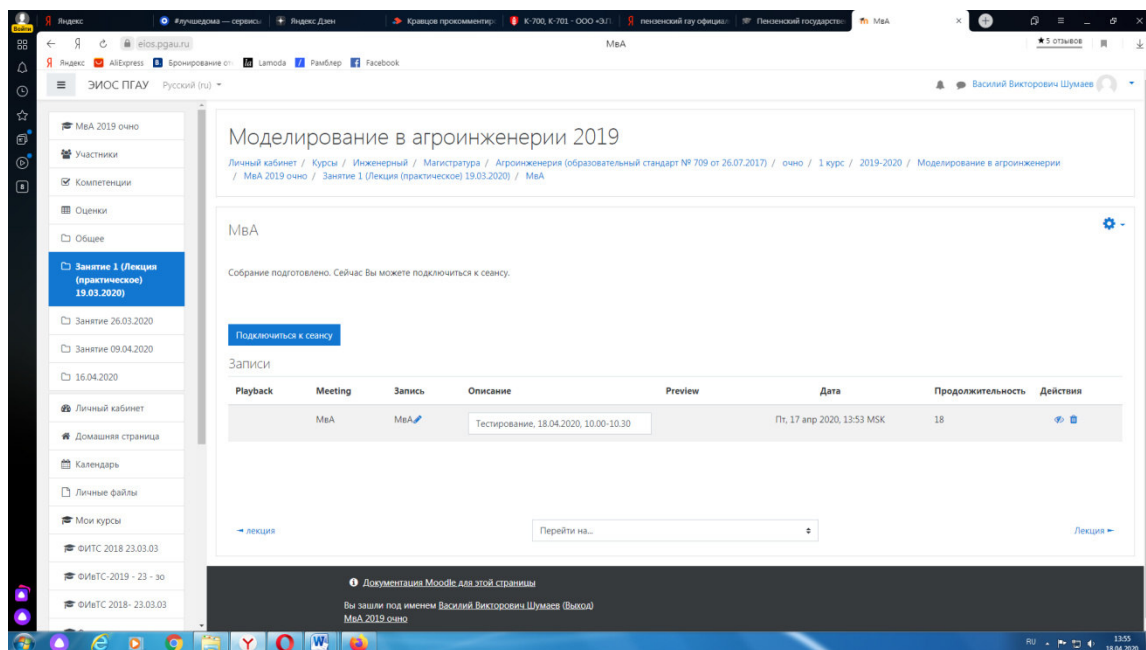 Войти
Яндекс
#лучшедома — сервисы
Яндекс.Дзен
Кравцов прокомментир
К-700, К-701 - ООО «ЭЛ
пензенский гау официал
Пензенский государстве
МвА
eios.pgau.ru
МвА
★5 отзывов
Яндекс
AliExpress
Бронирование от
Lamoda
Рамблер
Facebook
ЭИОС ПГАУ
Русский (ru)
Василий Викторович Шумаев
МвА 2019 очно
Участники
Компетенции
Оценки
Общее
Занятие 1 (Лекция
(практическое)
19.03.2020)
Занятие 26.03.2020
Занятие 09.04.2020
16.04.2020
Личный кабинет
Домашняя страница
Календарь
Личные файлы
Мои курсы
ФИТС 2018 23.03.03
ФИвТС-2019 - 23 - зо
ФИвТС 2018- 23.03.03
Моделирование в агроинженерии 2019
Личный кабинет / Курсы / Инженерный / Магистратура / Агроинженерия (образовательный стандарт № 709 от 26.07.2017) / очно / 1 курс / 2019-2020 / Моделирование в агроинженерии
/ МвА 2019 очно / Занятие 1 (Лекция (практическое) 19.03.2020) / МвА
МвА
Собрание подготовлено. Сейчас Вы можете подключиться к сеансу.
Подключиться к сеансу
Записи
Playback Meeting Запись Описание Preview Дата Продолжительность Действия
МвА МвА Тестирование, 18.04.2020, 10.00-10.30 Пт, 17 апр 2020, 13:53 MSK 18
◄ лекция
Перейти на...
Лекция ►
Документация Moodle для этой страницы
Вы зашли под именем Василий Викторович Шумаев (Выход)
МвА 2019 очно
RU
13:55
18.04.2020